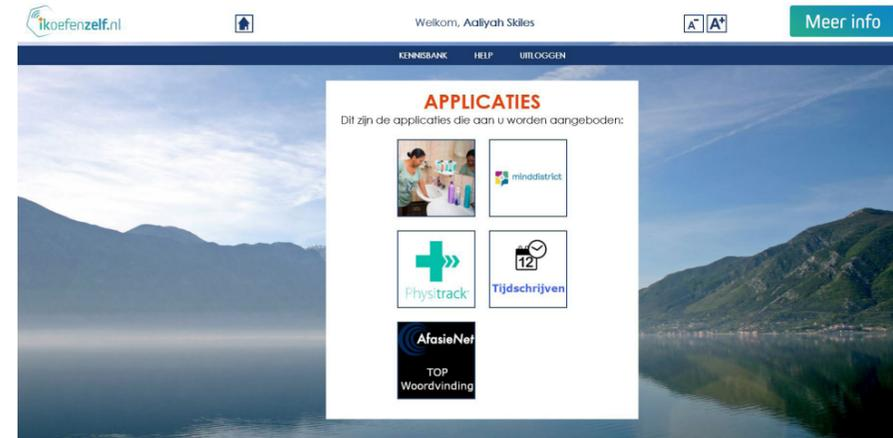 ikoefenzelf.nl
Welkom, Aaliyah Skiles
A- A+
Meer info
KENNISBANK HELP UITLOGGEN
APPLICATIES
Dit zijn de applicaties die aan u worden aangeboden:
minddistrict
Physitrack
12
Tijdschrijven
AfasieNet
TOP
Woordvinding